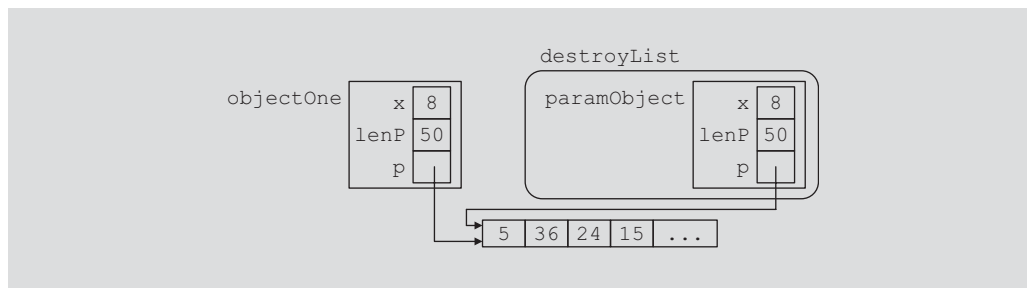 destroyList
objectOne x 8 paramObject x 8
lenP 50 lenP 50
p p
5 36 24 15 ...